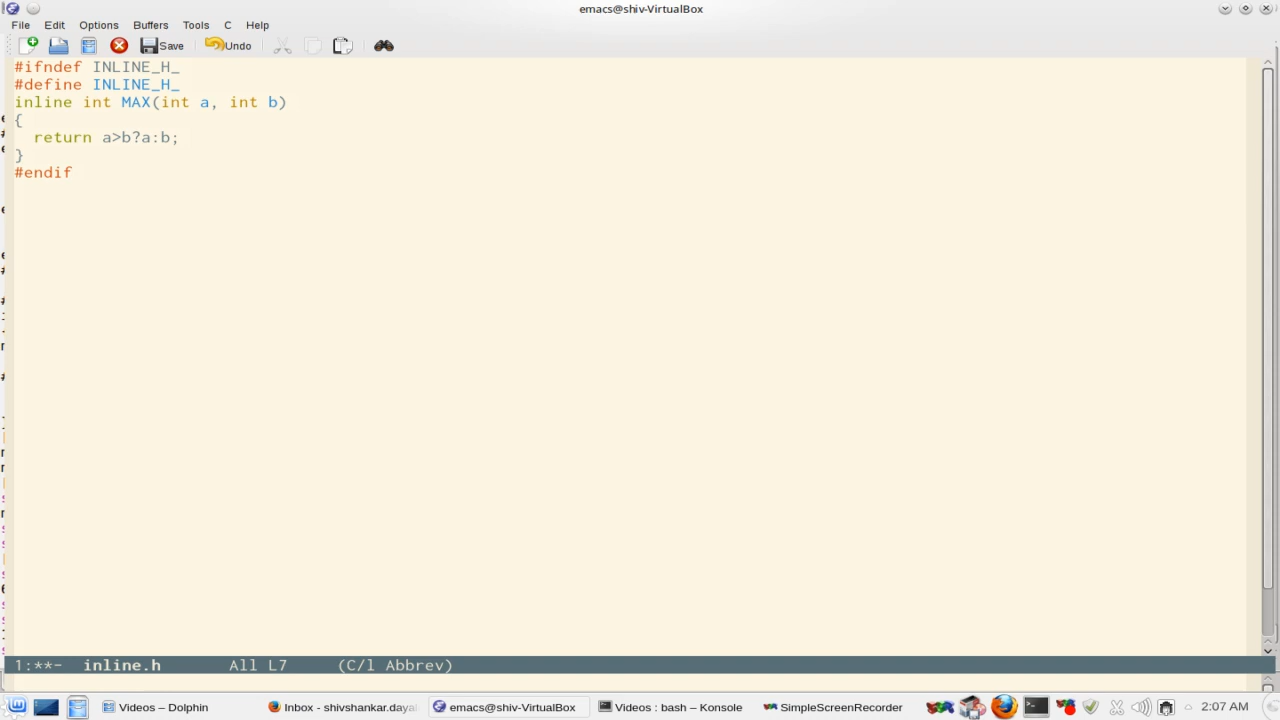 emacs@shiv-VirtualBox
File Edit Options Buffers Tools C Help
Save Undo
#ifndef INLINE_H_
#define INLINE_H_
inline int MAX(int a, int b)
{
  return a>b?a:b;
}
#endif
1:**- inline.h All L7 (C/l Abbrev)
Videos – Dolphin Inbox - shivshankar.daya emacs@shiv-VirtualBox Videos : bash – Konsole SimpleScreenRecorder 2:07 AM